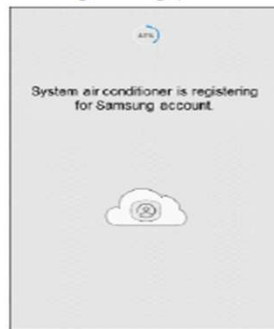 System air conditioner is registering
for Samsung account.